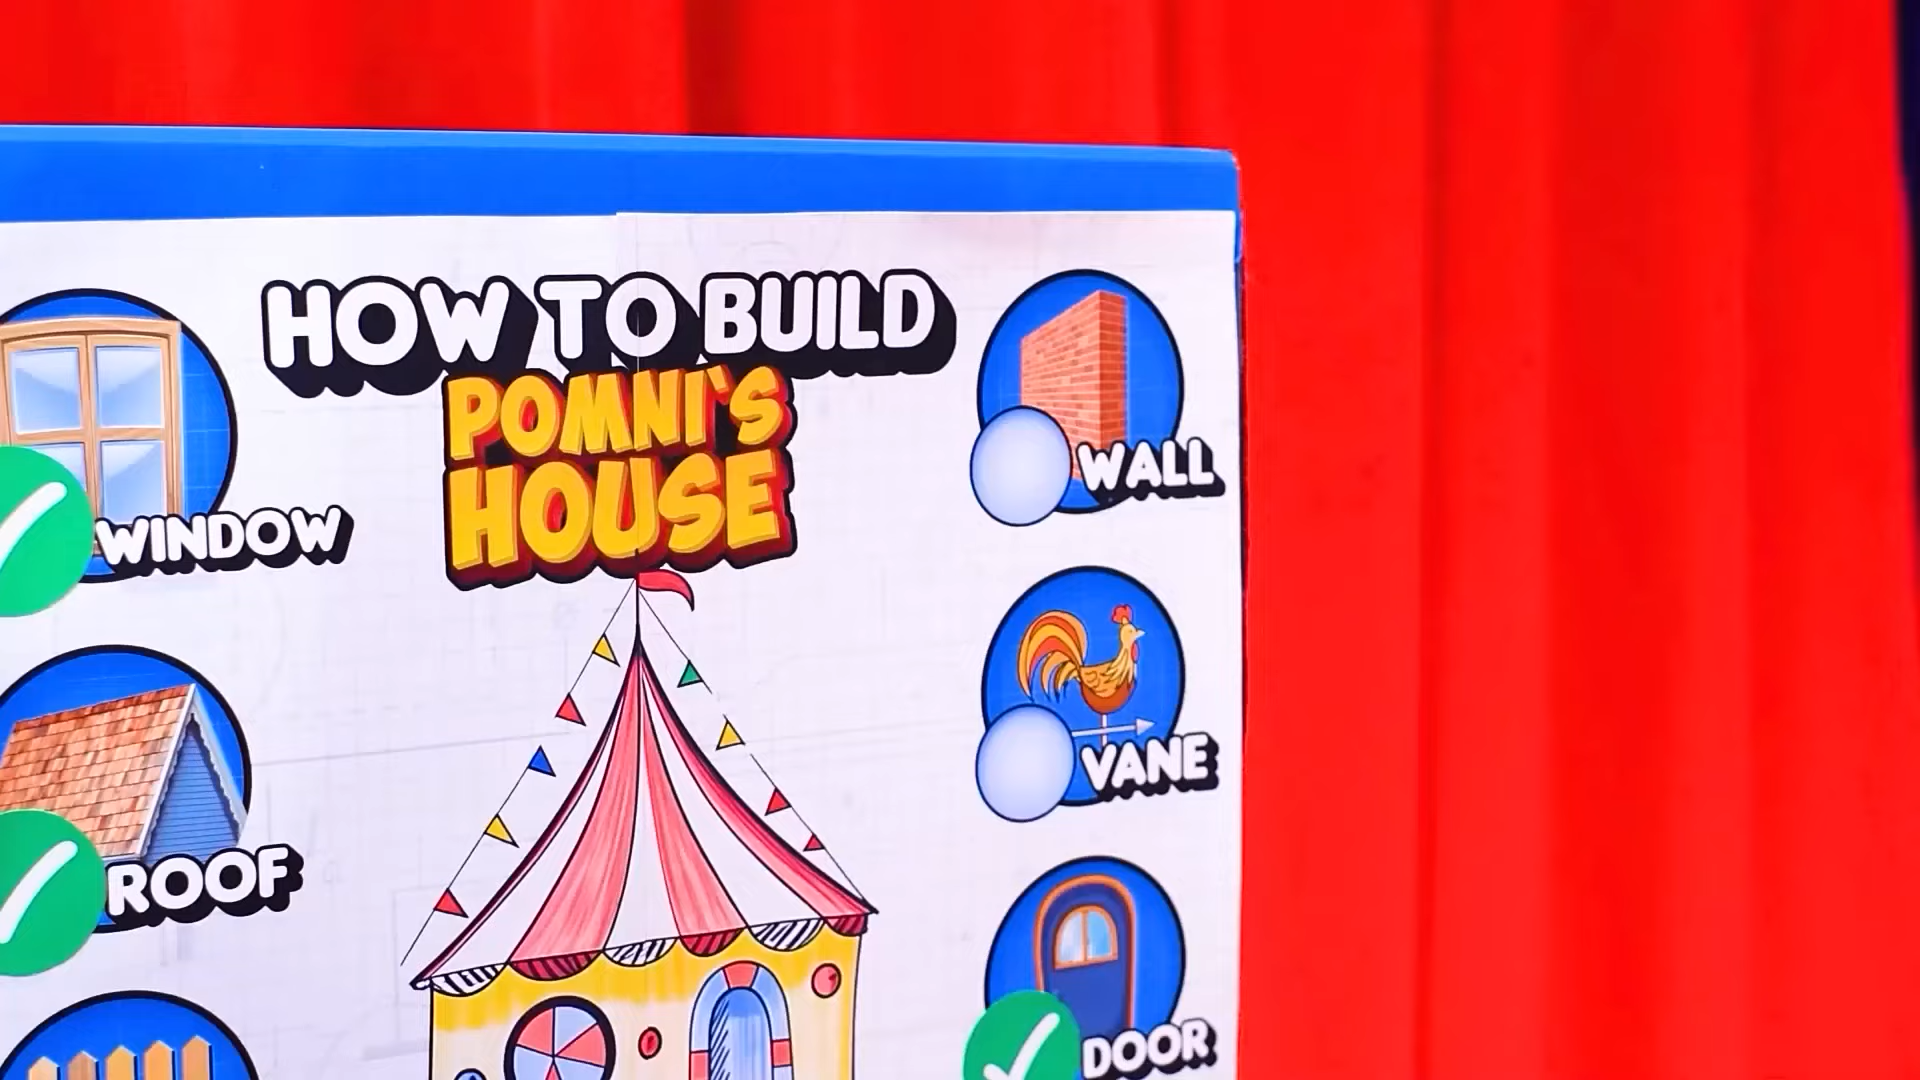 HOW TO BUILD
POMNI'S
HOUSE
WINDOW
WALL
ROOF
VANE
DOOR